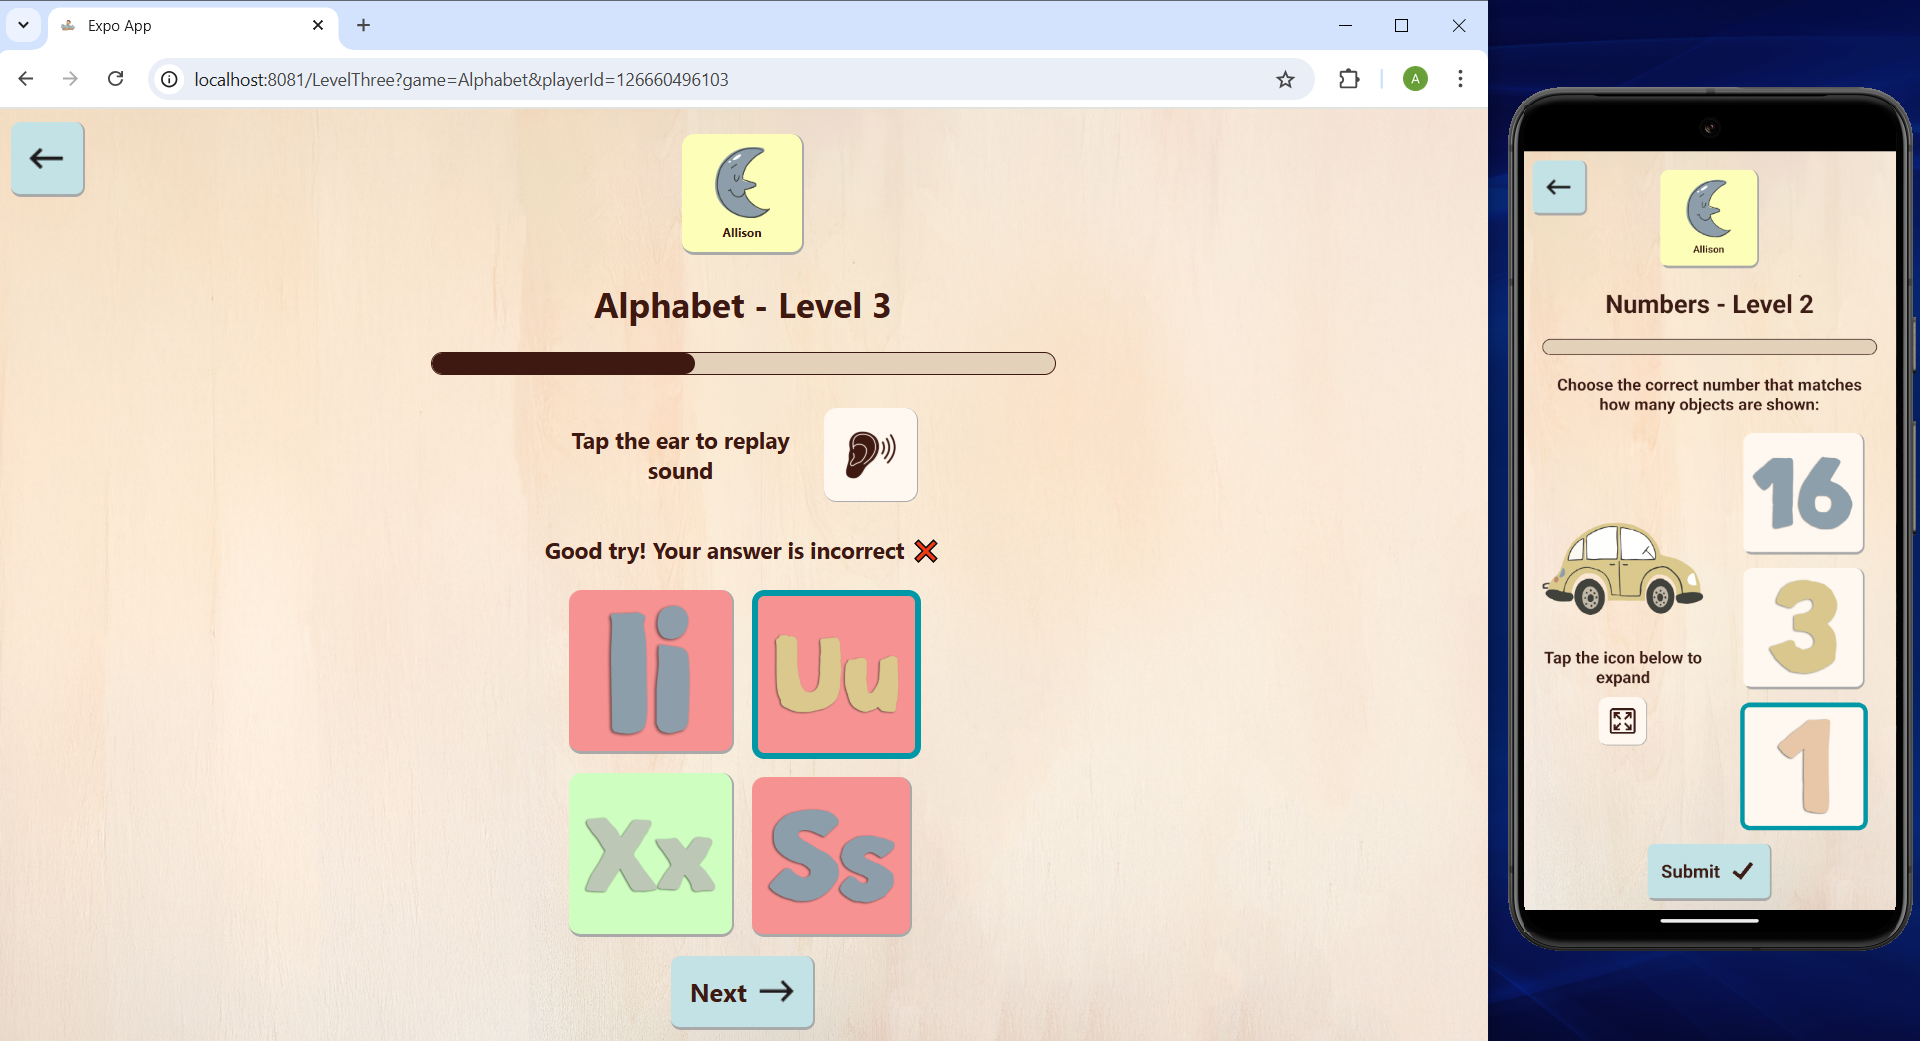 Expo App
localhost:8081/LevelThree?game=Alphabet&playerId=126660496103
A
Allison
Alphabet - Level 3
Tap the ear to replay
sound
Good try! Your answer is incorrect
Ii
Uu
Xx
Ss
Next
Allison
Numbers - Level 2
Choose the correct number that matches
how many objects are shown:
16
3
Tap the icon below to
expand
1
Submit